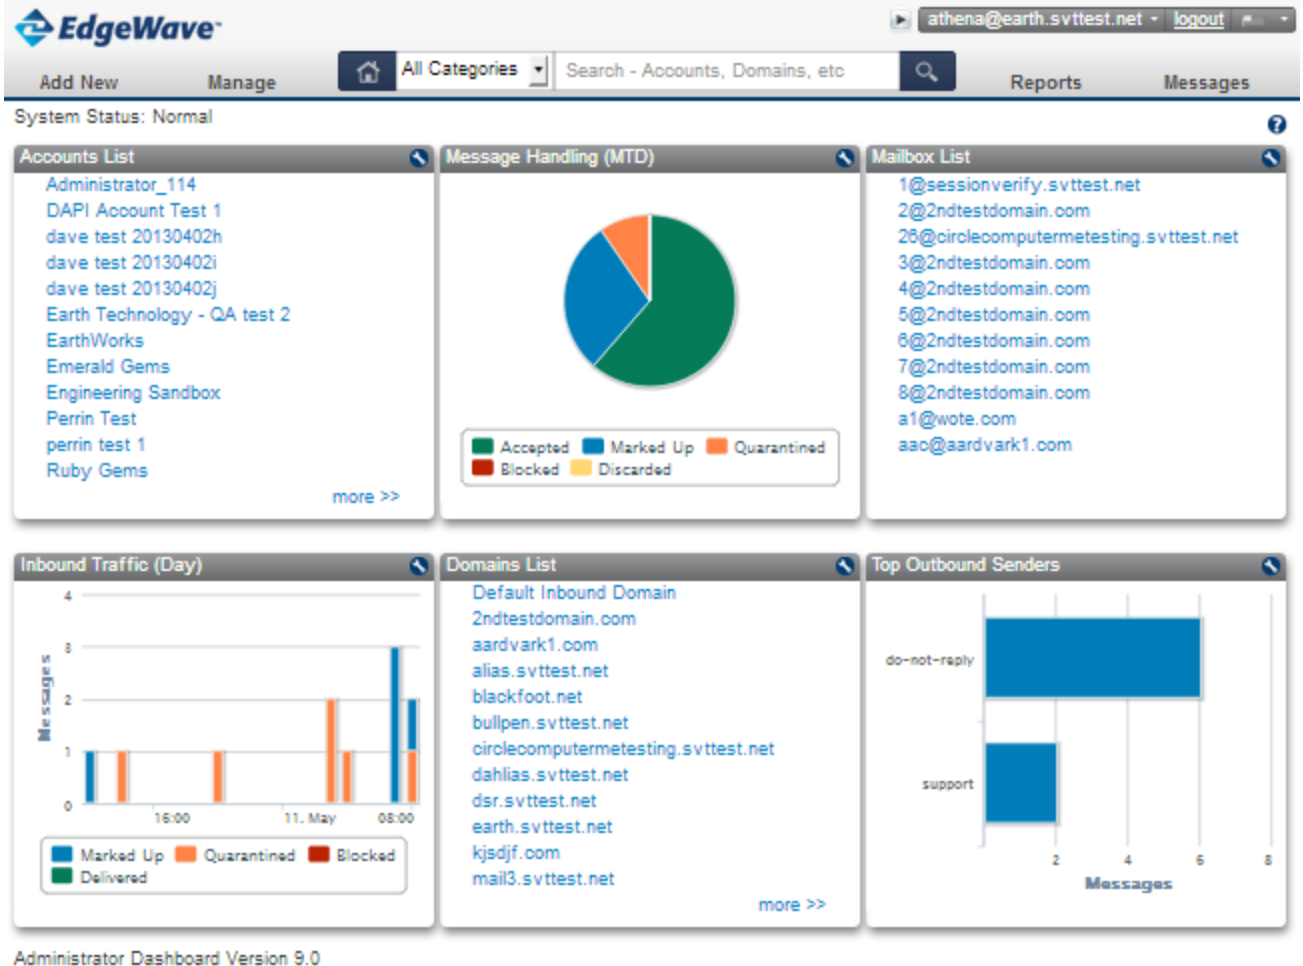 EdgeWave
athena@earth.svttest.net logout
Add New Manage All Categories Search - Accounts, Domains, etc Reports Messages
System Status: Normal
Accounts List
Administrator_114
DAPI Account Test 1
dave test 20130402h
dave test 20130402i
dave test 20130402j
Earth Technology - QA test 2
EarthWorks
Emerald Gems
Engineering Sandbox
Perrin Test
perrin test 1
Ruby Gems
more >>
Message Handling (MTD)
Accepted Marked Up Quarantined
Blocked Discarded
Mailbox List
1@sessionverify.svttest.net
2@2ndtestdomain.com
26@circlecomputermetesting.svttest.net
3@2ndtestdomain.com
4@2ndtestdomain.com
5@2ndtestdomain.com
6@2ndtestdomain.com
7@2ndtestdomain.com
8@2ndtestdomain.com
a1@wote.com
aac@aardvark1.com
Inbound Traffic (Day)
4
3
2
1
0
Messages
16:00 11. May 08:00
Marked Up Quarantined Blocked
Delivered
Domains List
Default Inbound Domain
2ndtestdomain.com
aardvark1.com
alias.svttest.net
blackfoot.net
bullpen.svttest.net
circlecomputermetesting.svttest.net
dahlias.svttest.net
dsr.svttest.net
earth.svttest.net
kjsdjf.com
mail3.svttest.net
more >>
Top Outbound Senders
do-not-reply
support
2 4 6 8
Messages
Administrator Dashboard Version 9.0